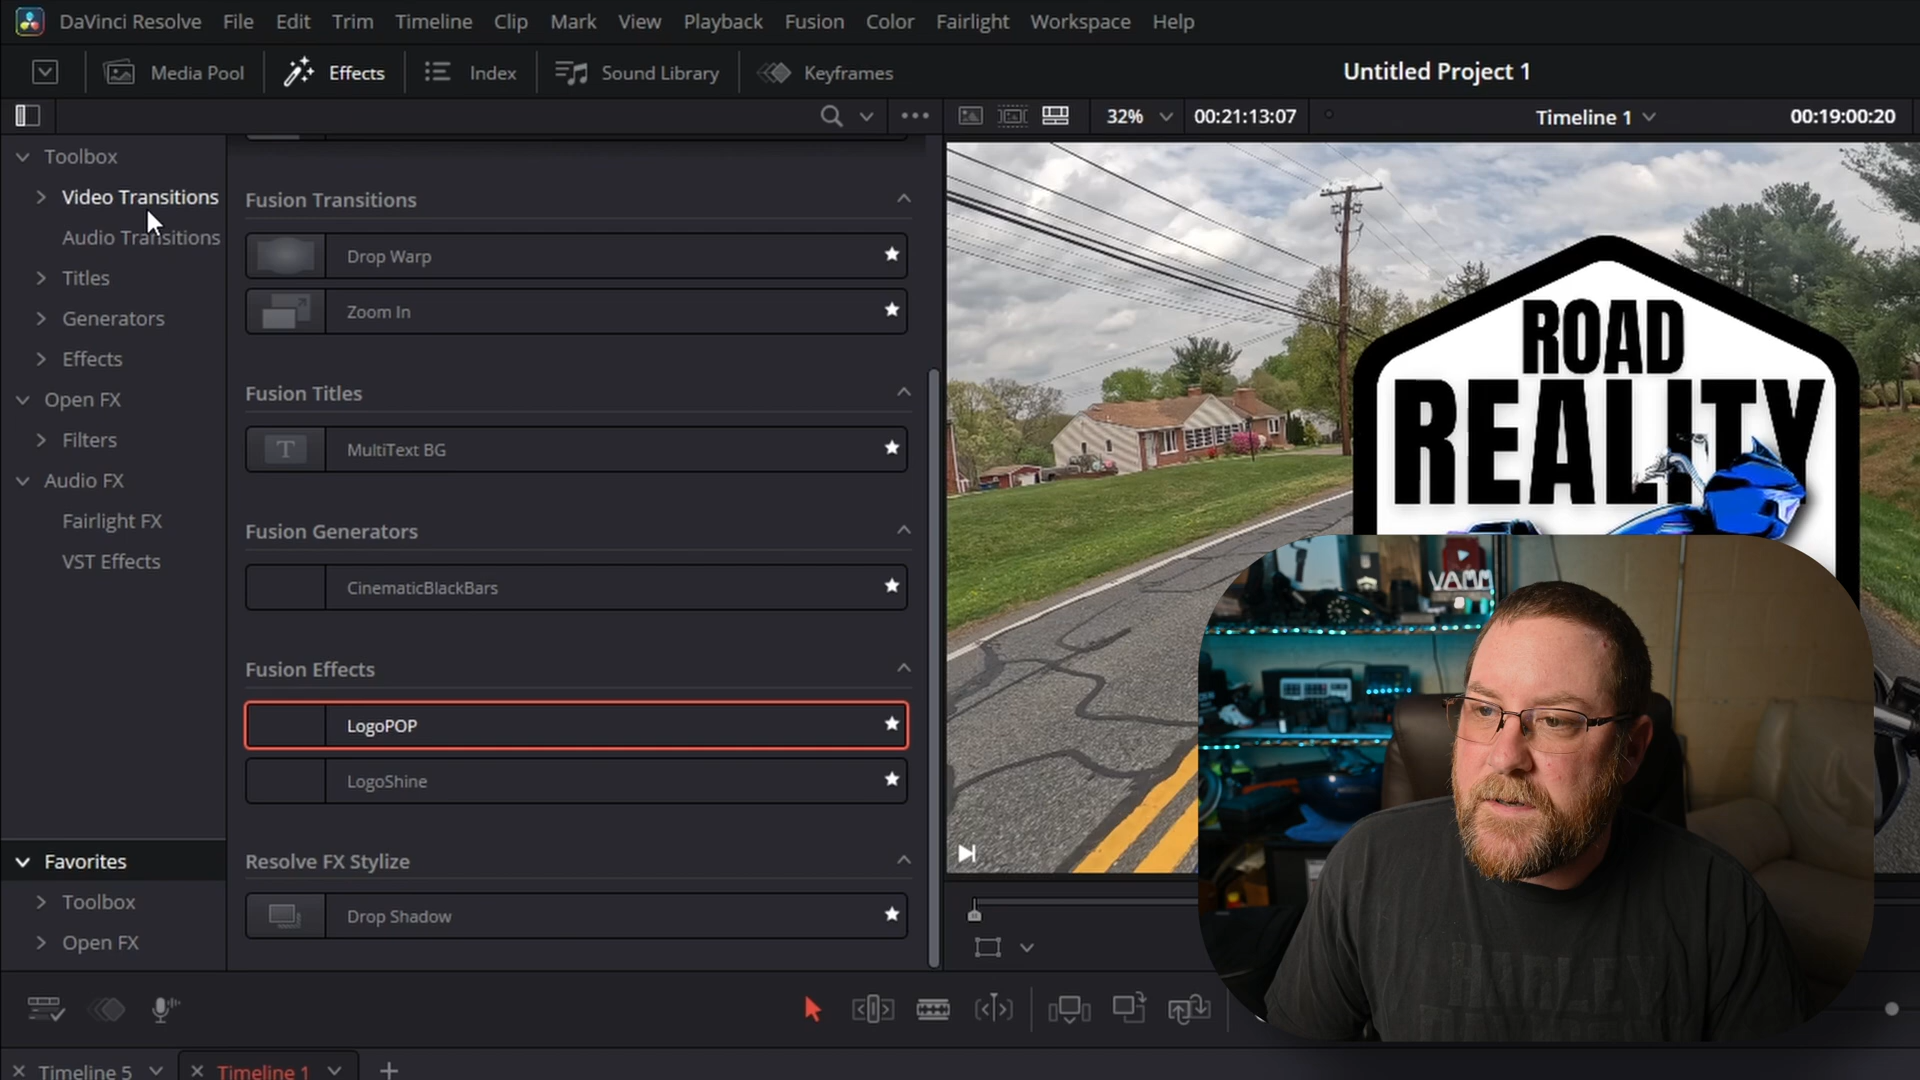 DaVinci Resolve File Edit Trim Timeline Clip Mark View Playback Fusion Color Fairlight Workspace Help
Media Pool Effects Index Sound Library Keyframes Untitled Project 1
32% 00:21:13:07 Timeline 1 00:19:00:20
Toolbox
Video Transitions
Audio Transitions
Titles
Generators
Effects
Open FX
Filters
Audio FX
Fairlight FX
VST Effects
Favorites
Toolbox
Open FX
Fusion Transitions
Drop Warp
Zoom In
Fusion Titles
T MultiText BG
Fusion Generators
CinematicBlackBars
Fusion Effects
LogoPOP
LogoShine
Resolve FX Stylize
Drop Shadow
ROAD
REALITY
VAMM
Timeline 5 Timeline 1